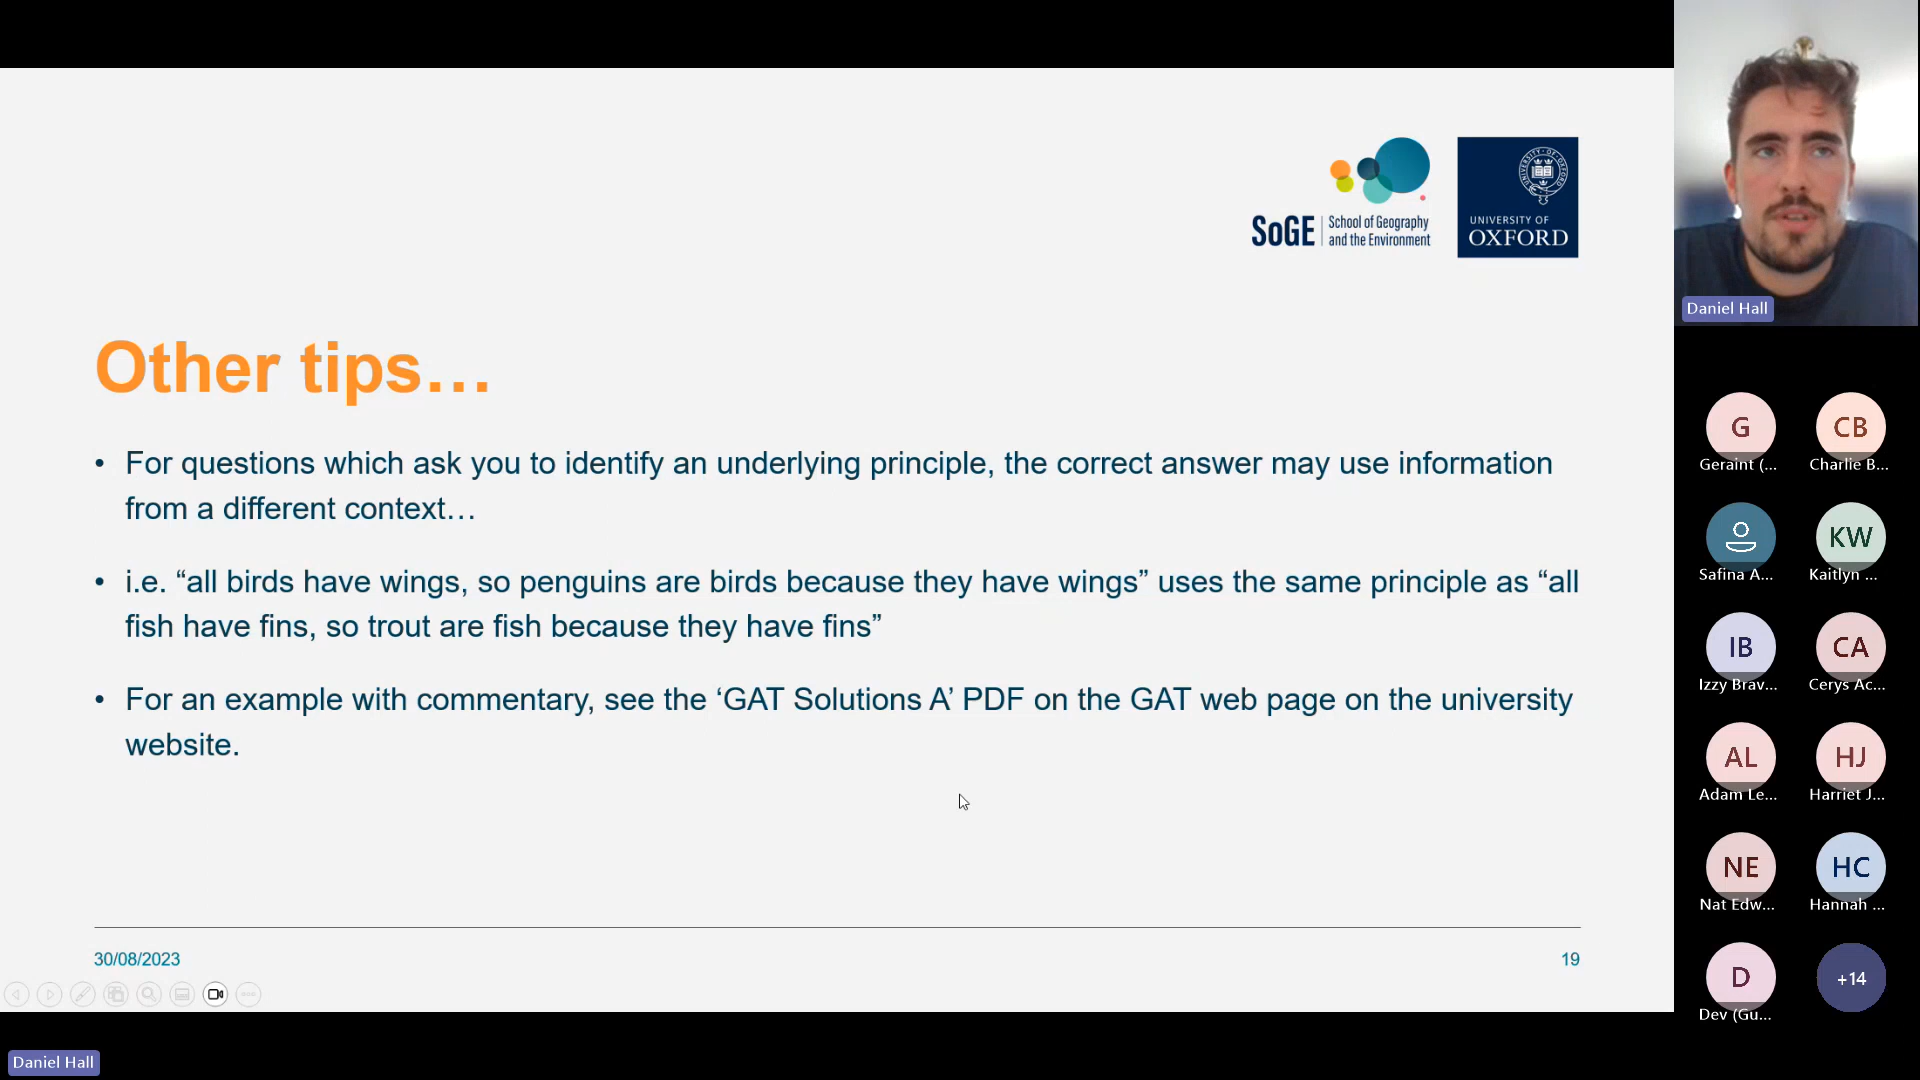 SoGE
School of Geography
and the Environment
UNIVERSITY OF
OXFORD
Other tips…
• For questions which ask you to identify an underlying principle, the correct answer may use information
from a different context…
• i.e. “all birds have wings, so penguins are birds because they have wings” uses the same principle as “all
fish have fins, so trout are fish because they have fins”
• For an example with commentary, see the ‘GAT Solutions A’ PDF on the GAT web page on the university
website.
30/08/2023
19
Daniel Hall
Daniel Hall
G
Geraint (...
CB
Charlie B...
Safina A...
KW
Kaitlyn ...
IB
Izzy Brav...
CA
Cerys Ac...
AL
Adam Le...
HJ
Harriet J...
NE
Nat Edw...
HC
Hannah ...
D
Dev (Gu...
+14